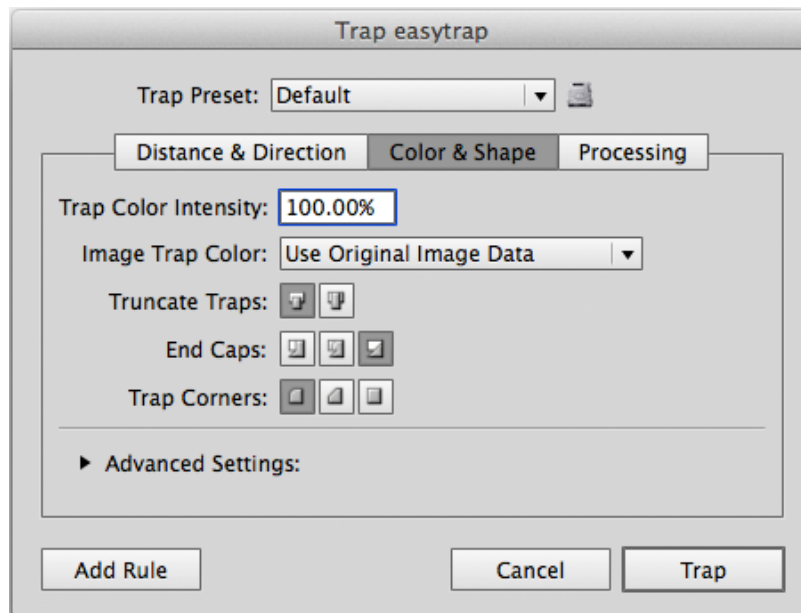 Trap easytrap
Trap Preset: Default
Distance & Direction Color & Shape Processing
Trap Color Intensity: 100.00%
Image Trap Color: Use Original Image Data
Truncate Traps:
End Caps:
Trap Corners:
Advanced Settings:
Add Rule Cancel Trap